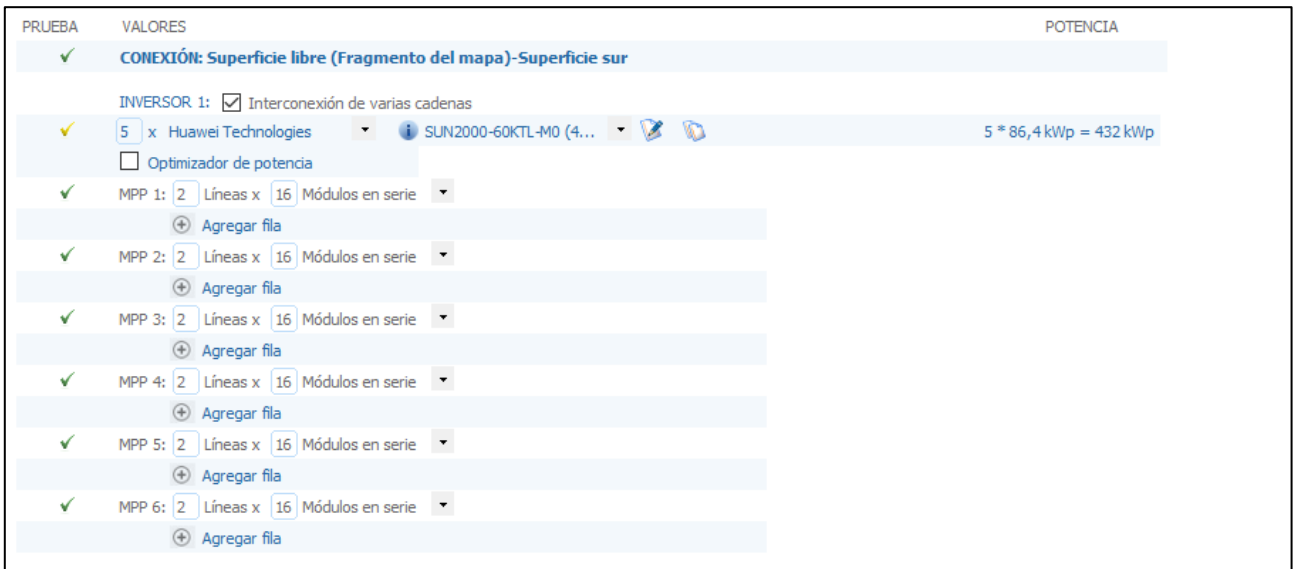 PRUEBA VALORES POTENCIA
CONEXIÓN: Superficie libre (Fragmento del mapa)-Superficie sur
INVERSOR 1: Interconexión de varias cadenas
5 x Huawei Technologies SUN2000-60KTL-M0 (4... 5 * 86,4 kWp = 432 kWp
Optimizador de potencia
MPP 1: 2 Líneas x 16 Módulos en serie
Agregar fila
MPP 2: 2 Líneas x 16 Módulos en serie
Agregar fila
MPP 3: 2 Líneas x 16 Módulos en serie
Agregar fila
MPP 4: 2 Líneas x 16 Módulos en serie
Agregar fila
MPP 5: 2 Líneas x 16 Módulos en serie
Agregar fila
MPP 6: 2 Líneas x 16 Módulos en serie
Agregar fila